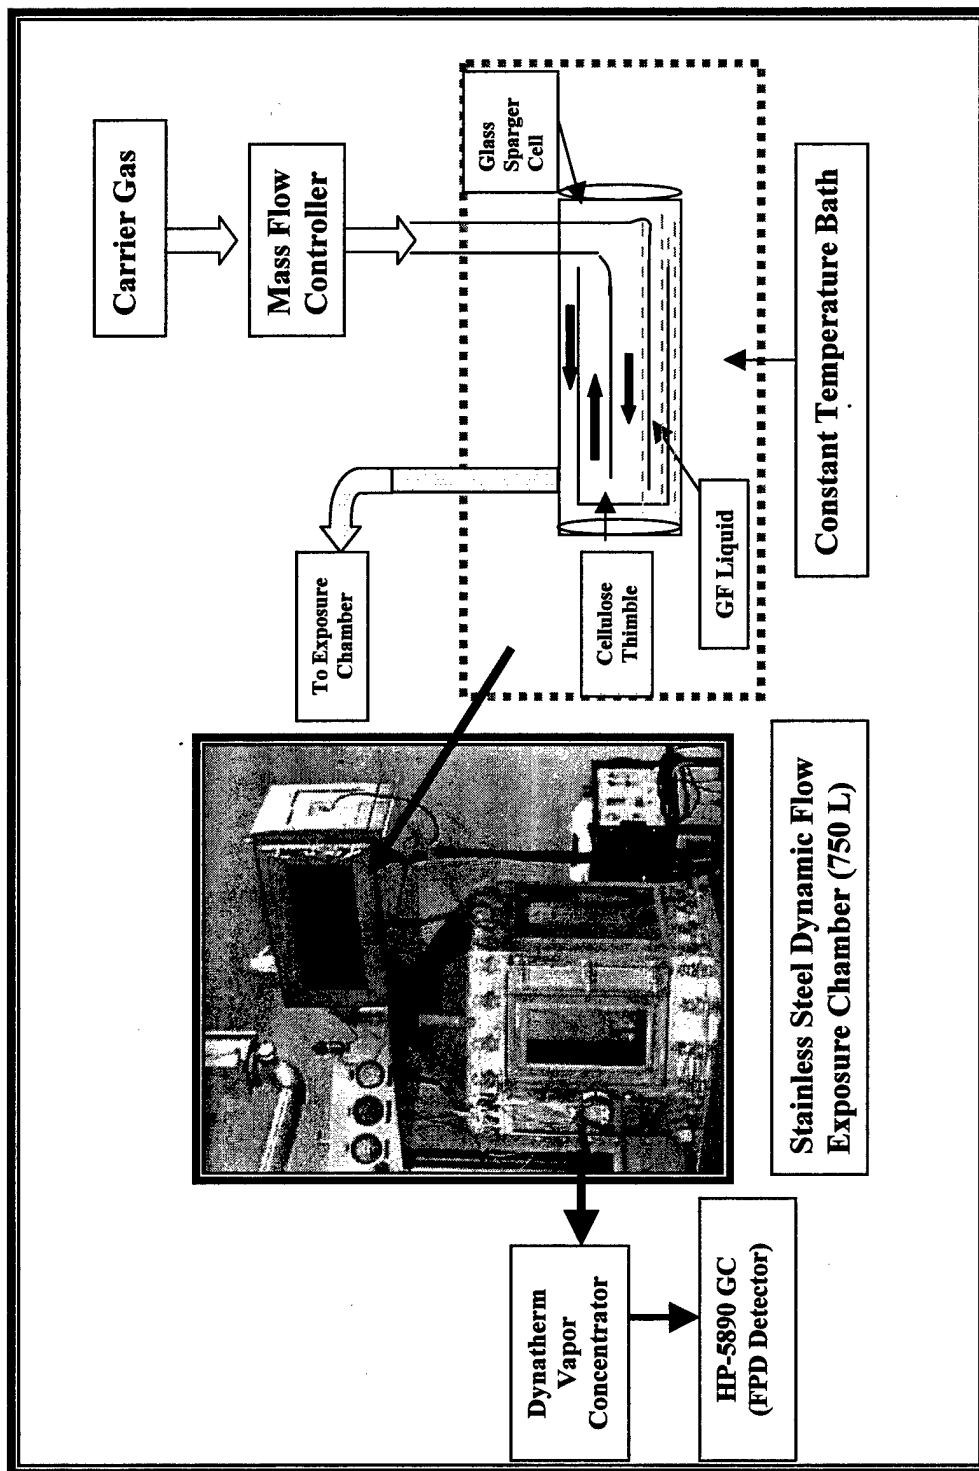 Carrier Gas
Mass Flow
Controller
Glass
Sparger
Cell
To Exposure
Chamber
Cellulose
Thimble
GF Liquid
Constant Temperature Bath
Stainless Steel Dynamic Flow
Exposure Chamber (750 L)
Dynatherm
Vapor
Concentrator
HP-5890 GC
(FPD Detector)